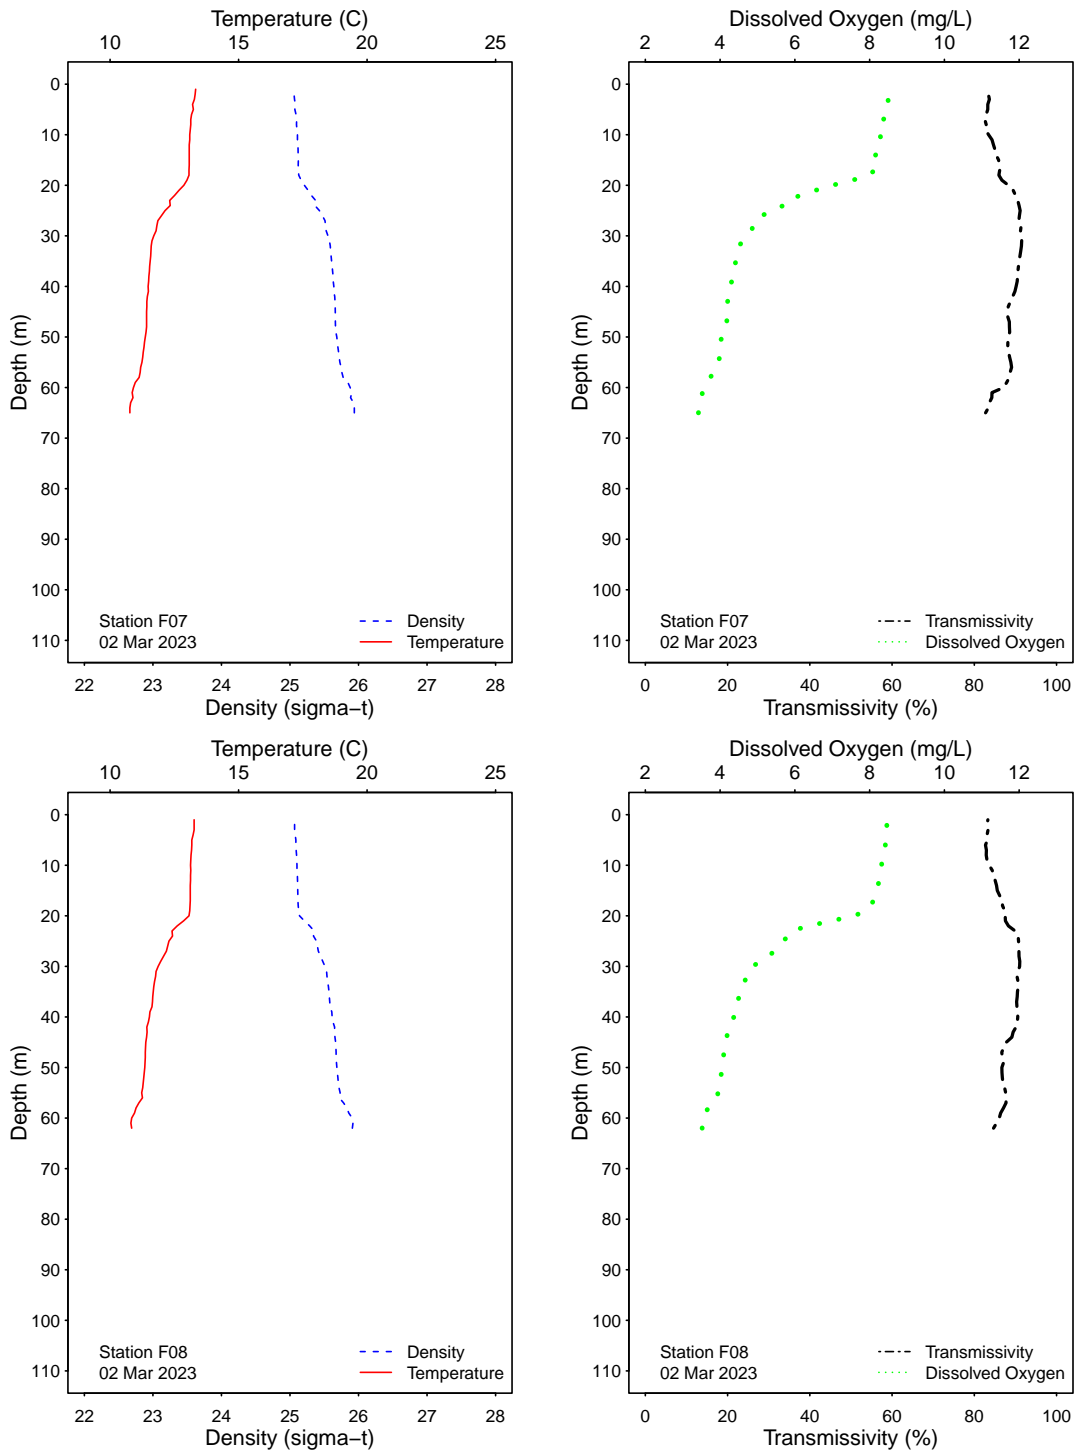 Temperature (C)
10 15 20 25
0
10
20
30
40
50
60
70
80
90
100
110
Depth (m)
Station F07
02 Mar 2023
Density
Temperature
22 23 24 25 26 27 28
Density (sigma−t)
Dissolved Oxygen (mg/L)
2 4 6 8 10 12
0
10
20
30
40
50
60
70
80
90
100
110
Depth (m)
Station F07
02 Mar 2023
Transmissivity
Dissolved Oxygen
0 20 40 60 80 100
Transmissivity (%)
Temperature (C)
10 15 20 25
0
10
20
30
40
50
60
70
80
90
100
110
Depth (m)
Station F08
02 Mar 2023
Density
Temperature
22 23 24 25 26 27 28
Density (sigma−t)
Dissolved Oxygen (mg/L)
2 4 6 8 10 12
0
10
20
30
40
50
60
70
80
90
100
110
Depth (m)
Station F08
02 Mar 2023
Transmissivity
Dissolved Oxygen
0 20 40 60 80 100
Transmissivity (%)